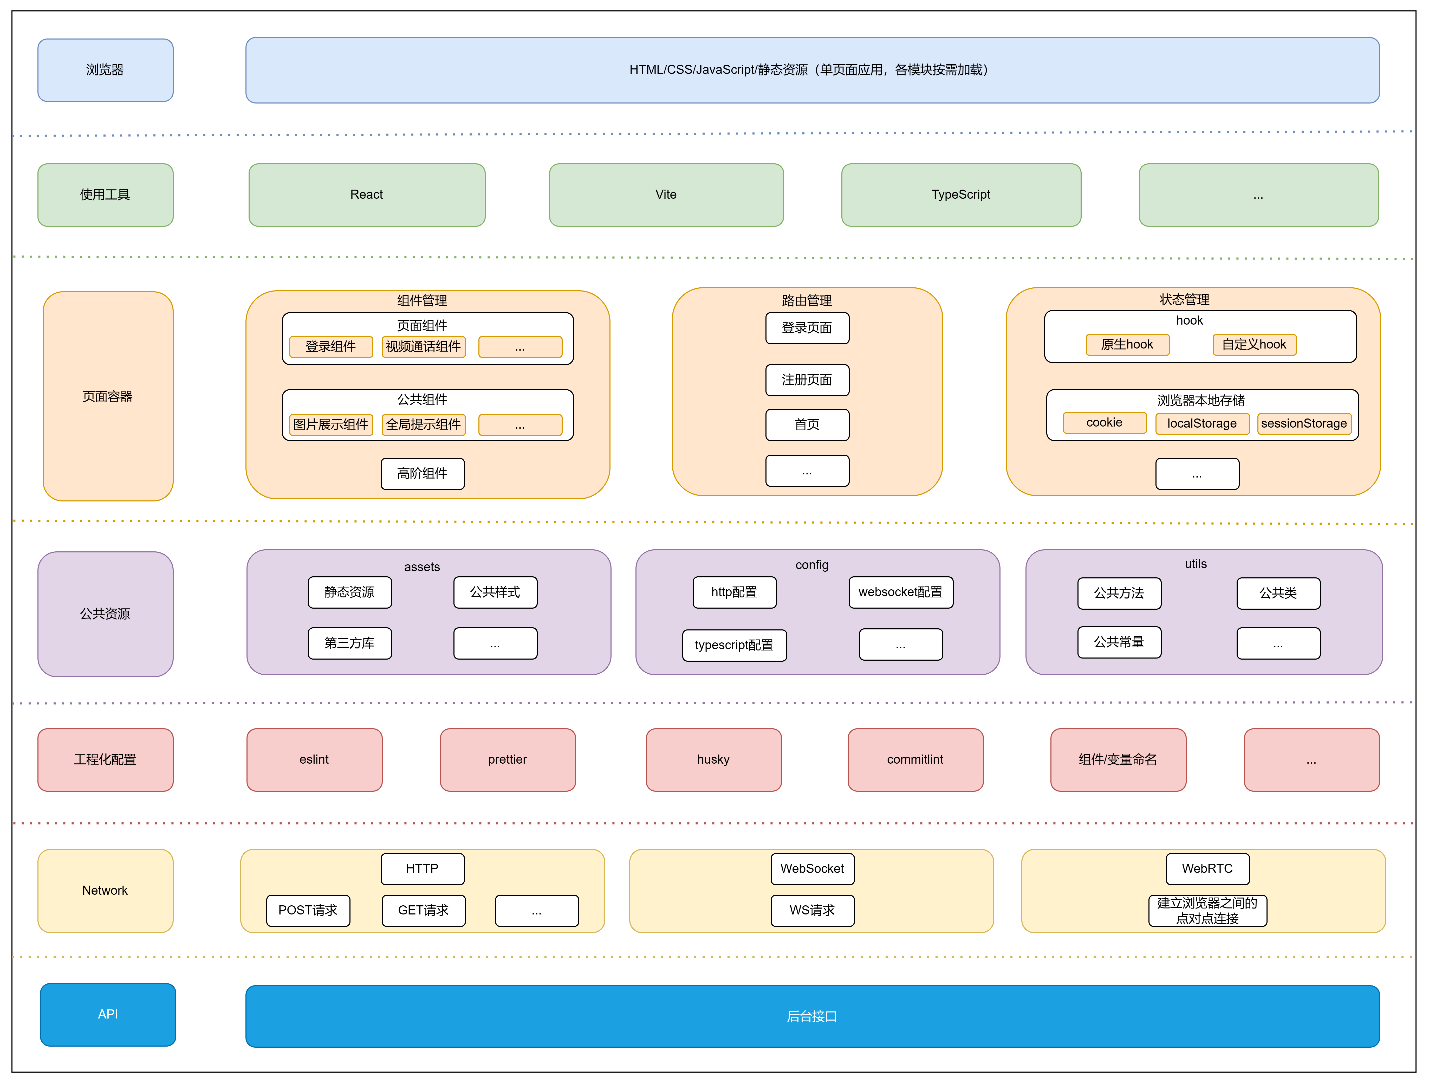 浏览器
HTML/CSS/JavaScript/静态资源（单页面应用，各模块按需加载）
使用工具
React
Vite
TypeScript
...
页面容器
组件管理
页面组件
登录组件
视频通话组件
...
公共组件
图片展示组件
全局提示组件
...
高阶组件
路由管理
登录页面
注册页面
首页
...
状态管理
hook
原生hook
自定义hook
浏览器本地存储
cookie
localStorage
sessionStorage
...
公共资源
assets
静态资源
公共样式
第三方库
...
config
http配置
websocket配置
typescript配置
...
utils
公共方法
公共类
公共常量
...
工程化配置
eslint
prettier
husky
commitlint
组件/变量命名
...
Network
HTTP
POST请求
GET请求
...
WebSocket
WS请求
WebRTC
建立浏览器之间的
点对点连接
API
后台接口